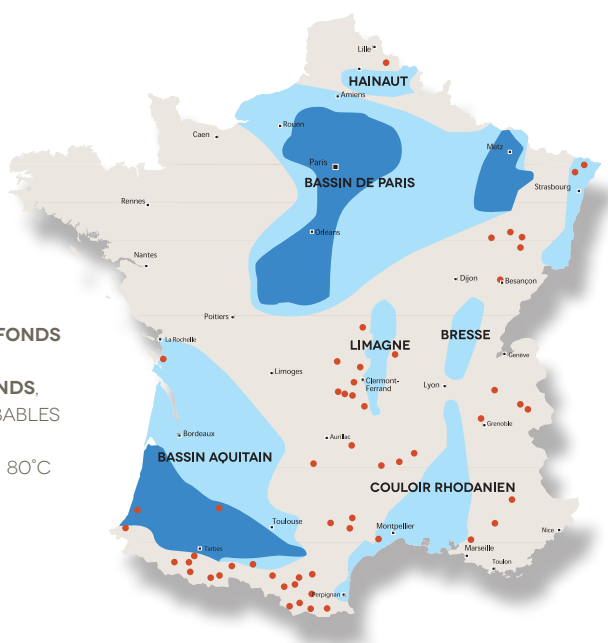 Lille
HAINAUT
Amiens
Rouen
Caen
Metz
Paris
BASSIN DE PARIS
Strasbourg
Rennes
Orléans
Nantes
Dijon
Besançon
Poitiers
FONDS
La Rochelle
LIMAGNE
BRESSE
Genève
Limoges
Clermont-
Ferrand
Lyon
NDS,
BABLES
Grenoble
Bordeaux
Aurillac
BASSIN AQUITAIN
80°C
COULOIR RHODANIEN
Toulouse
Montpellier
Nice
Tarbes
Marseille
Toulon
Perpignan